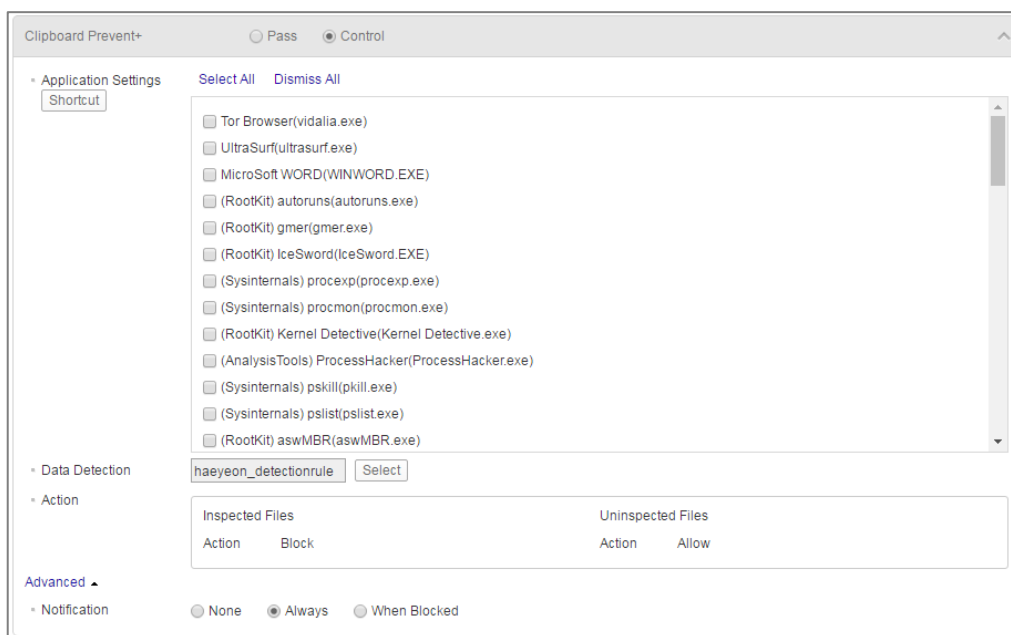 Clipboard Prevent+ Pass Control
Application Settings Select All Dismiss All
Shortcut
Tor Browser(vidalia.exe)
UltraSurf(ultrasurf.exe)
MicroSoft WORD(WINWORD.EXE)
(RootKit) autoruns(autoruns.exe)
(RootKit) gmer(gmer.exe)
(RootKit) IceSword(IceSword.EXE)
(Sysinternals) procexp(procexp.exe)
(Sysinternals) procmon(procmon.exe)
(RootKit) Kernel Detective(Kernel Detective.exe)
(AnalysisTools) ProcessHacker(ProcessHacker.exe)
(Sysinternals) pskill(pkill.exe)
(Sysinternals) pslist(pslist.exe)
(RootKit) aswMBR(aswMBR.exe)
Data Detection haeyeon_detectionrule Select
Action
Inspected Files Uninspected Files
Action Block Action Allow
Advanced
Notification None Always When Blocked